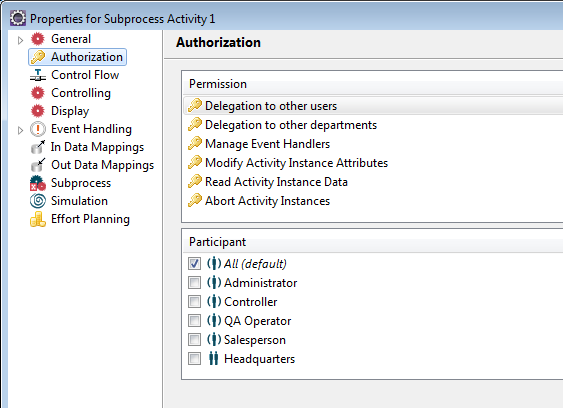 Properties for Subprocess Activity 1
General
Authorization
Control Flow
Controlling
Display
Event Handling
In Data Mappings
Out Data Mappings
Subprocess
Simulation
Effort Planning
Authorization
Permission
Delegation to other users
Delegation to other departments
Manage Event Handlers
Modify Activity Instance Attributes
Read Activity Instance Data
Abort Activity Instances
Participant
All (default)
Administrator
Controller
QA Operator
Salesperson
Headquarters